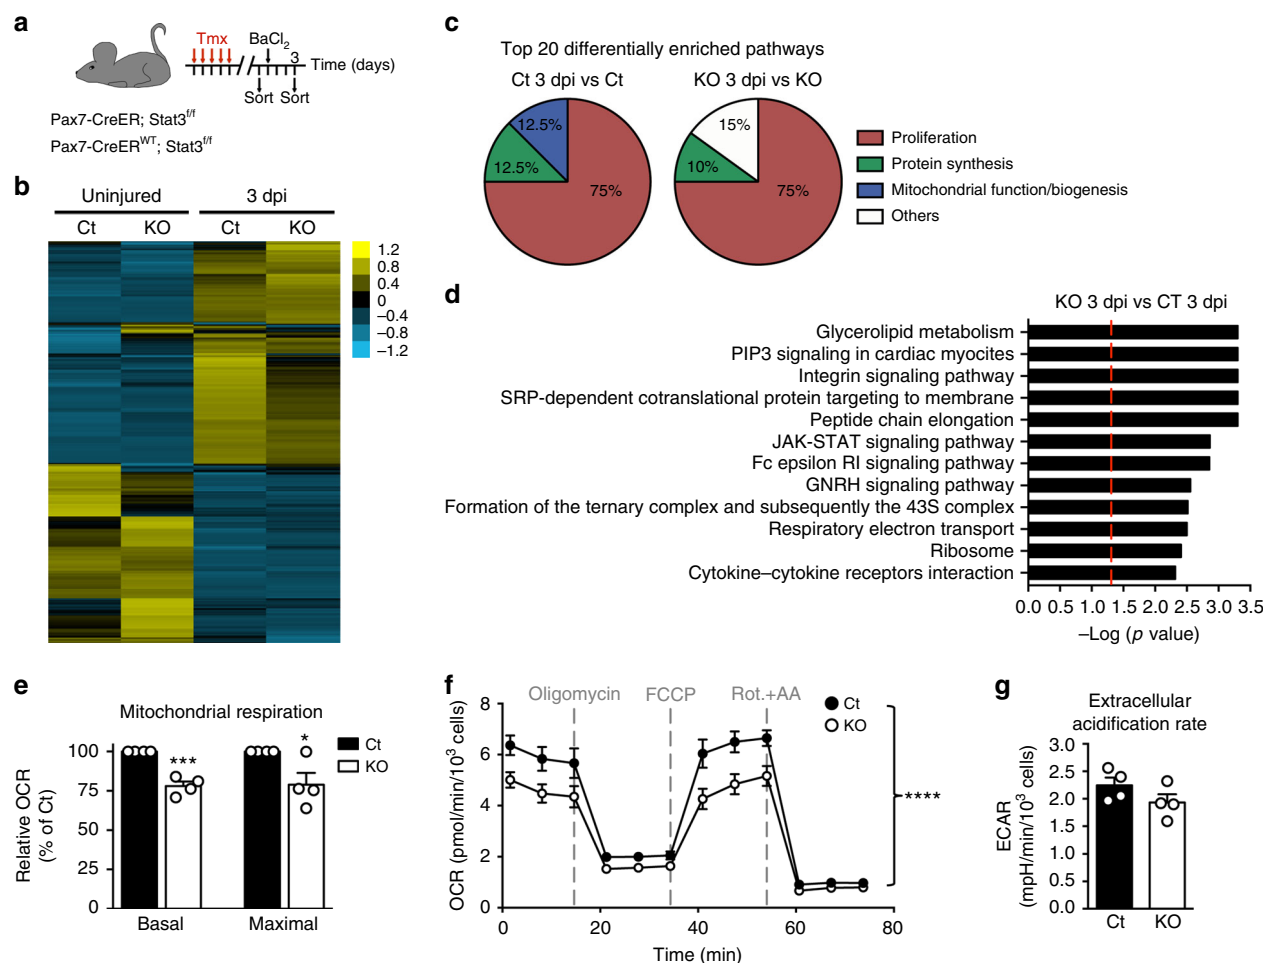 a
Tmx
BaCl2
3
Time (days)
Sort Sort
Pax7-CreER; Stat3f/f
Pax7-CreERWT; Stat3f/f
b
Uninjured 3 dpi
Ct KO Ct KO
1.2
0.8
0.4
0
−0.4
−0.8
−1.2
c
Top 20 differentially enriched pathways
Ct 3 dpi vs Ct KO 3 dpi vs KO
12.5%
12.5%
75%
15%
10%
75%
Proliferation
Protein synthesis
Mitochondrial function/biogenesis
Others
d
KO 3 dpi vs CT 3 dpi
Glycerolipid metabolism
PIP3 signaling in cardiac myocites
Integrin signaling pathway
SRP-dependent cotranslational protein targeting to membrane
Peptide chain elongation
JAK-STAT signaling pathway
Fc epsilon RI signaling pathway
GNRH signaling pathway
Formation of the ternary complex and subsequently the 43S complex
Respiratory electron transport
Ribosome
Cytokine–cytokine receptors interaction
0.0 0.5 1.0 1.5 2.0 2.5 3.0 3.5
−Log (p value)
e
Mitochondrial respiration
Relative OCR
(% of Ct)
100
75
50
25
0
***
*
Ct
KO
Basal Maximal
f
Oligomycin FCCP Rot.+AA
OCR (pmol/min/103 cells)
8
6
4
2
0
0 20 40 60 80
Time (min)
Ct
KO
****
g
Extracellular
acidification rate
ECAR
(mpH/min/103 cells)
3.0
2.5
2.0
1.5
1.0
0.5
0.0
Ct KO